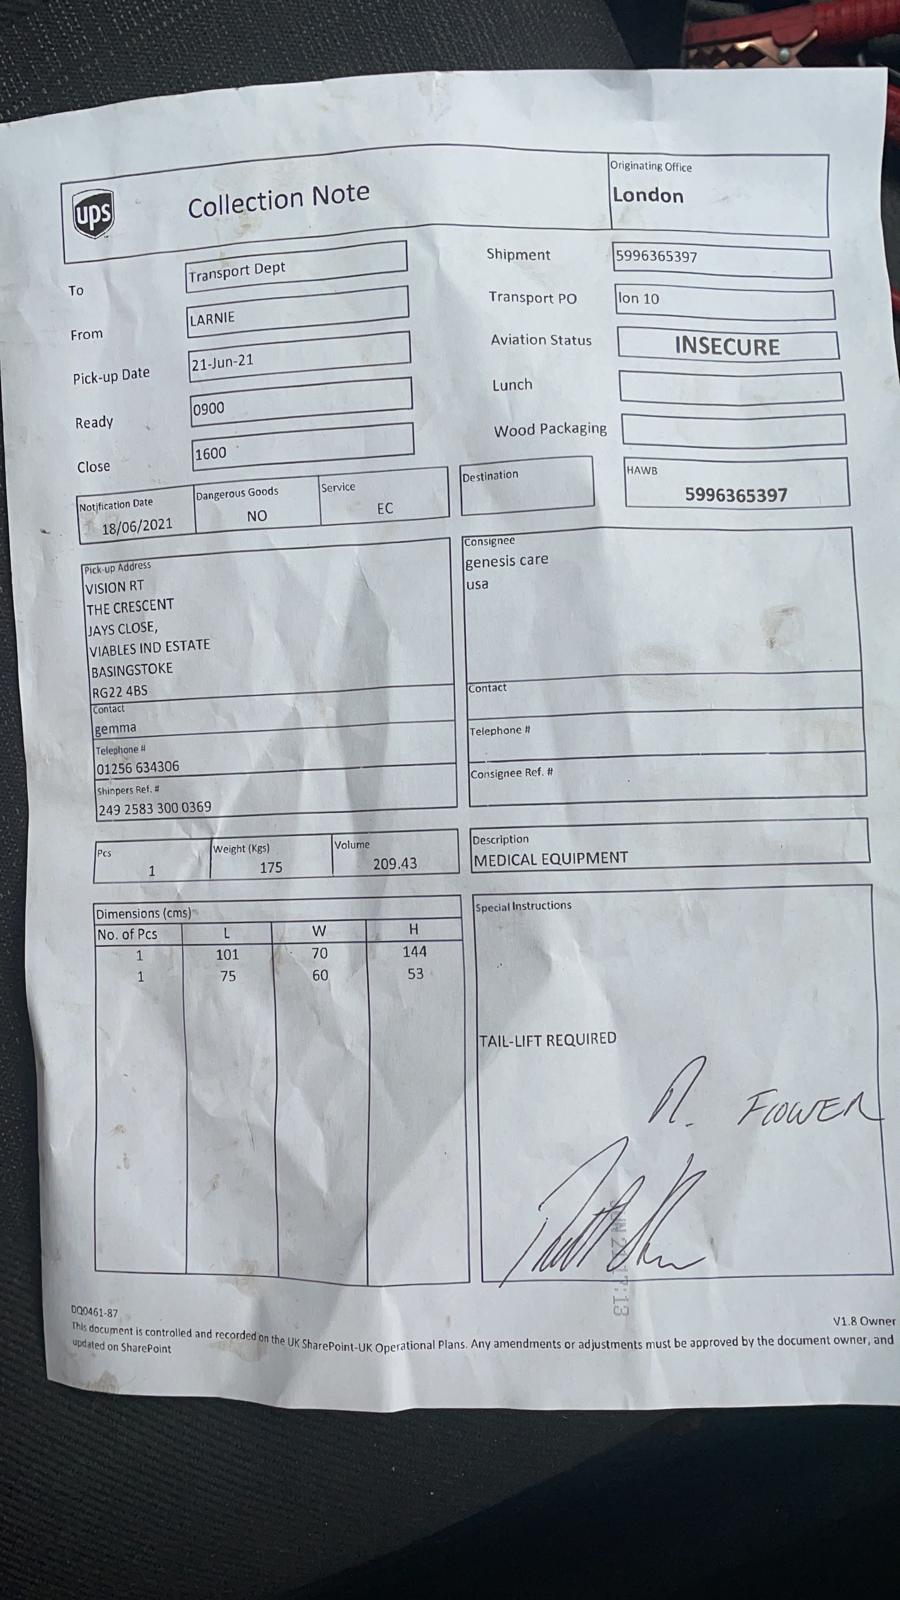 ups
Collection Note
Originating Office
London
To
Transport Dept
From
LARNIE
Pick-up Date
21-Jun-21
Ready
0900
Close
1600
Shipment
5996365397
Transport PO
lon 10
Aviation Status
INSECURE
Lunch
Wood Packaging
Notification Date
18/06/2021
Dangerous Goods
NO
Service
EC
Destination
HAWB
5996365397
Pick-up Address
VISION RT
THE CRESCENT
JAYS CLOSE,
VIABLES IND ESTATE
BASINGSTOKE
RG22 4BS
Contact
gemma
Telephone #
01256 634306
Shippers Ref. #
249 2583 300 0369
Consignee
genesis care
usa
Contact
Telephone #
Consignee Ref. #
Pcs
1
Weight (Kgs)
175
Volume
209.43
Description
MEDICAL EQUIPMENT
Dimensions (cms)
No. of Pcs L W H
1 101 70 144
1 75 60 53
Special Instructions
TAIL-LIFT REQUIRED
FLOWER
17:13
DQ0461-87
V1.8 Owner
This document is controlled and recorded on the UK SharePoint-UK Operational Plans. Any amendments or adjustments must be approved by the document owner, and
updated on SharePoint